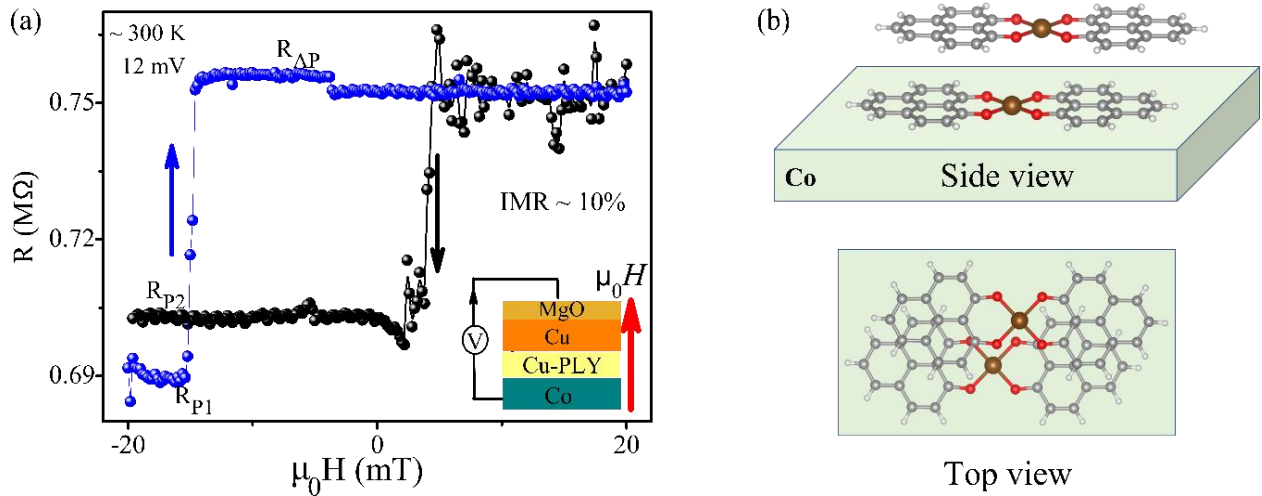 (a)
~ 300 K
12 mV
R_ΔP
0.75
0.72
0.69
R (MΩ)
IMR ~ 10%
R_P2
R_P1
μ₀H
MgO
Cu
Cu-PLY
Co
V
-20
0
20
μ₀H (mT)
(b)
Co
Side view
Top view